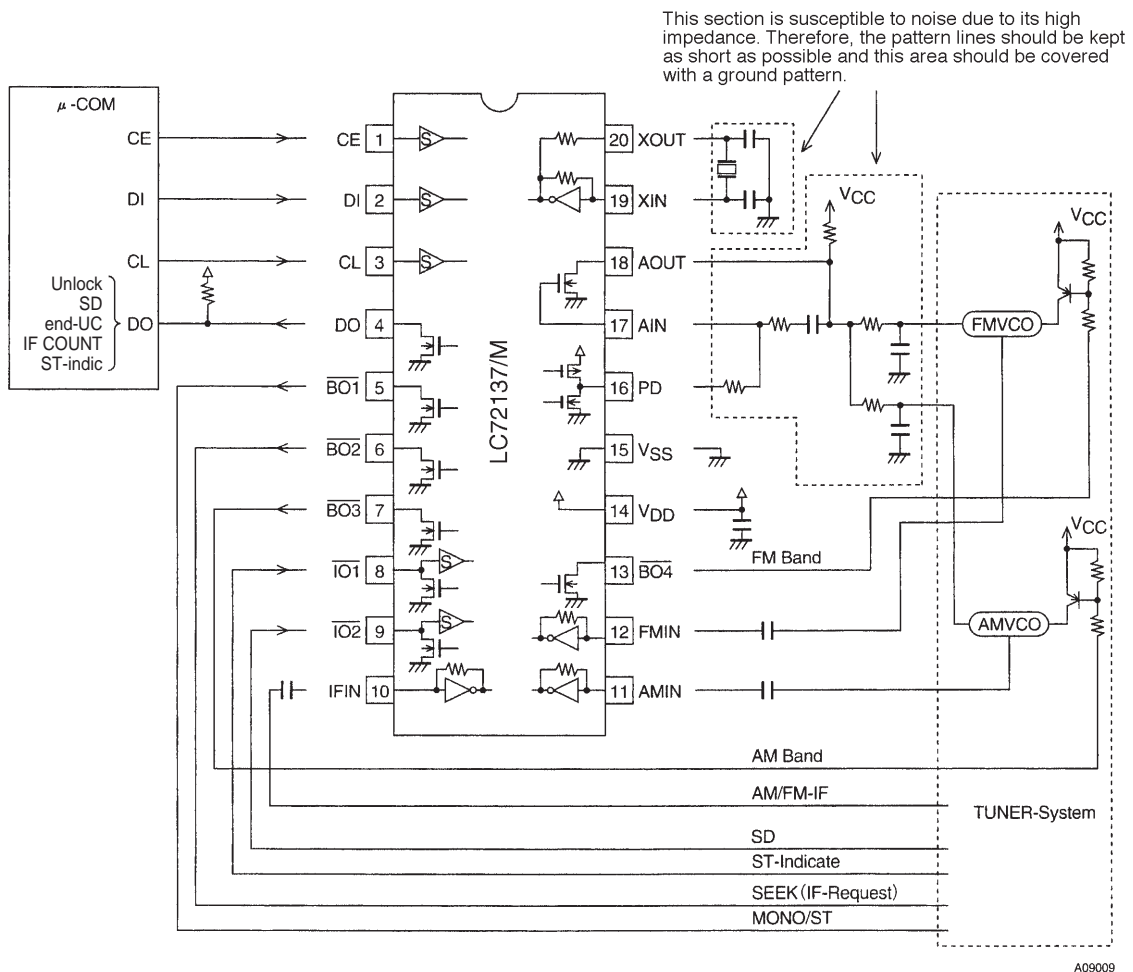 This section is susceptible to noise due to its high
impedance. Therefore, the pattern lines should be kept
as short as possible and this area should be covered
with a ground pattern.
μ-COM
CE
DI
CL
Unlock
SD
end-UC
IF COUNT
ST-indic
DO
CE 1 S
DI 2 S
CL 3 S
DO 4
BO1 5
BO2 6
BO3 7
IO1 8 S
IO2 9 S
IFIN 10
LC72137/M
20 XOUT
19 XIN
18 AOUT
17 AIN
16 PD
15 VSS
14 VDD
13 BO4
12 FMIN
11 AMIN
VCC
VCC
FMVCO
FM Band
VCC
AMVCO
AM Band
AM/FM-IF
TUNER-System
SD
ST-Indicate
SEEK (IF-Request)
MONO/ST
A09009